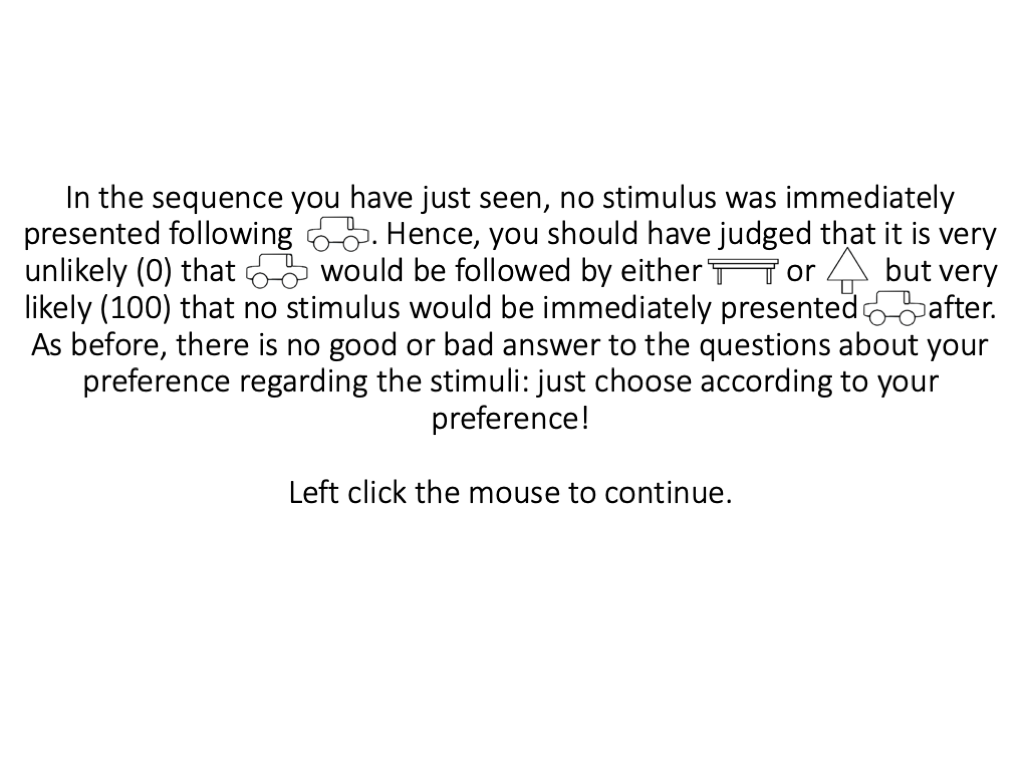 In the sequence you have just seen, no stimulus was immediately
presented following . Hence, you should have judged that it is very
unlikely (0) that would be followed by either or but very
likely (100) that no stimulus would be immediately presented after.
As before, there is no good or bad answer to the questions about your
preference regarding the stimuli: just choose according to your
preference!
Left click the mouse to continue.